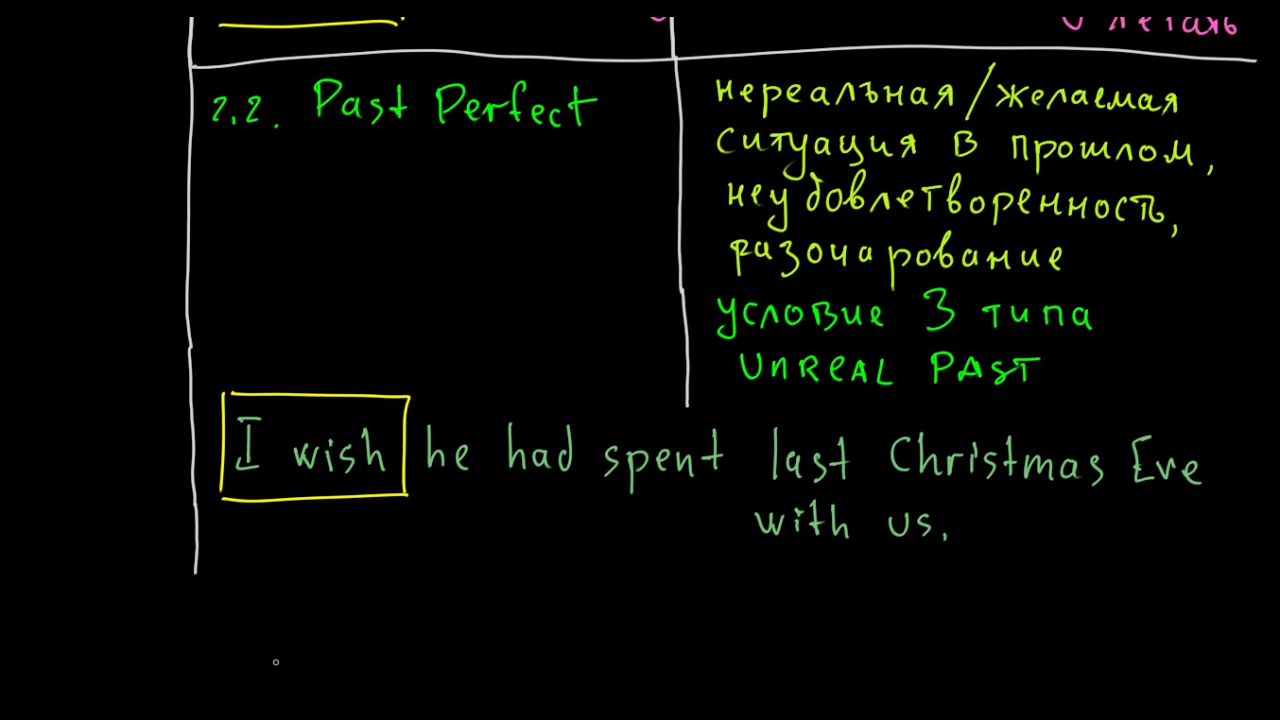 и летать
2.2. Past Perfect
нереальная/желаемая
ситуация в прошлом,
неудовлетворенность,
разочарование
условие 3 типа
UNREAL PAST
I wish he had spent last Christmas Eve
with us.